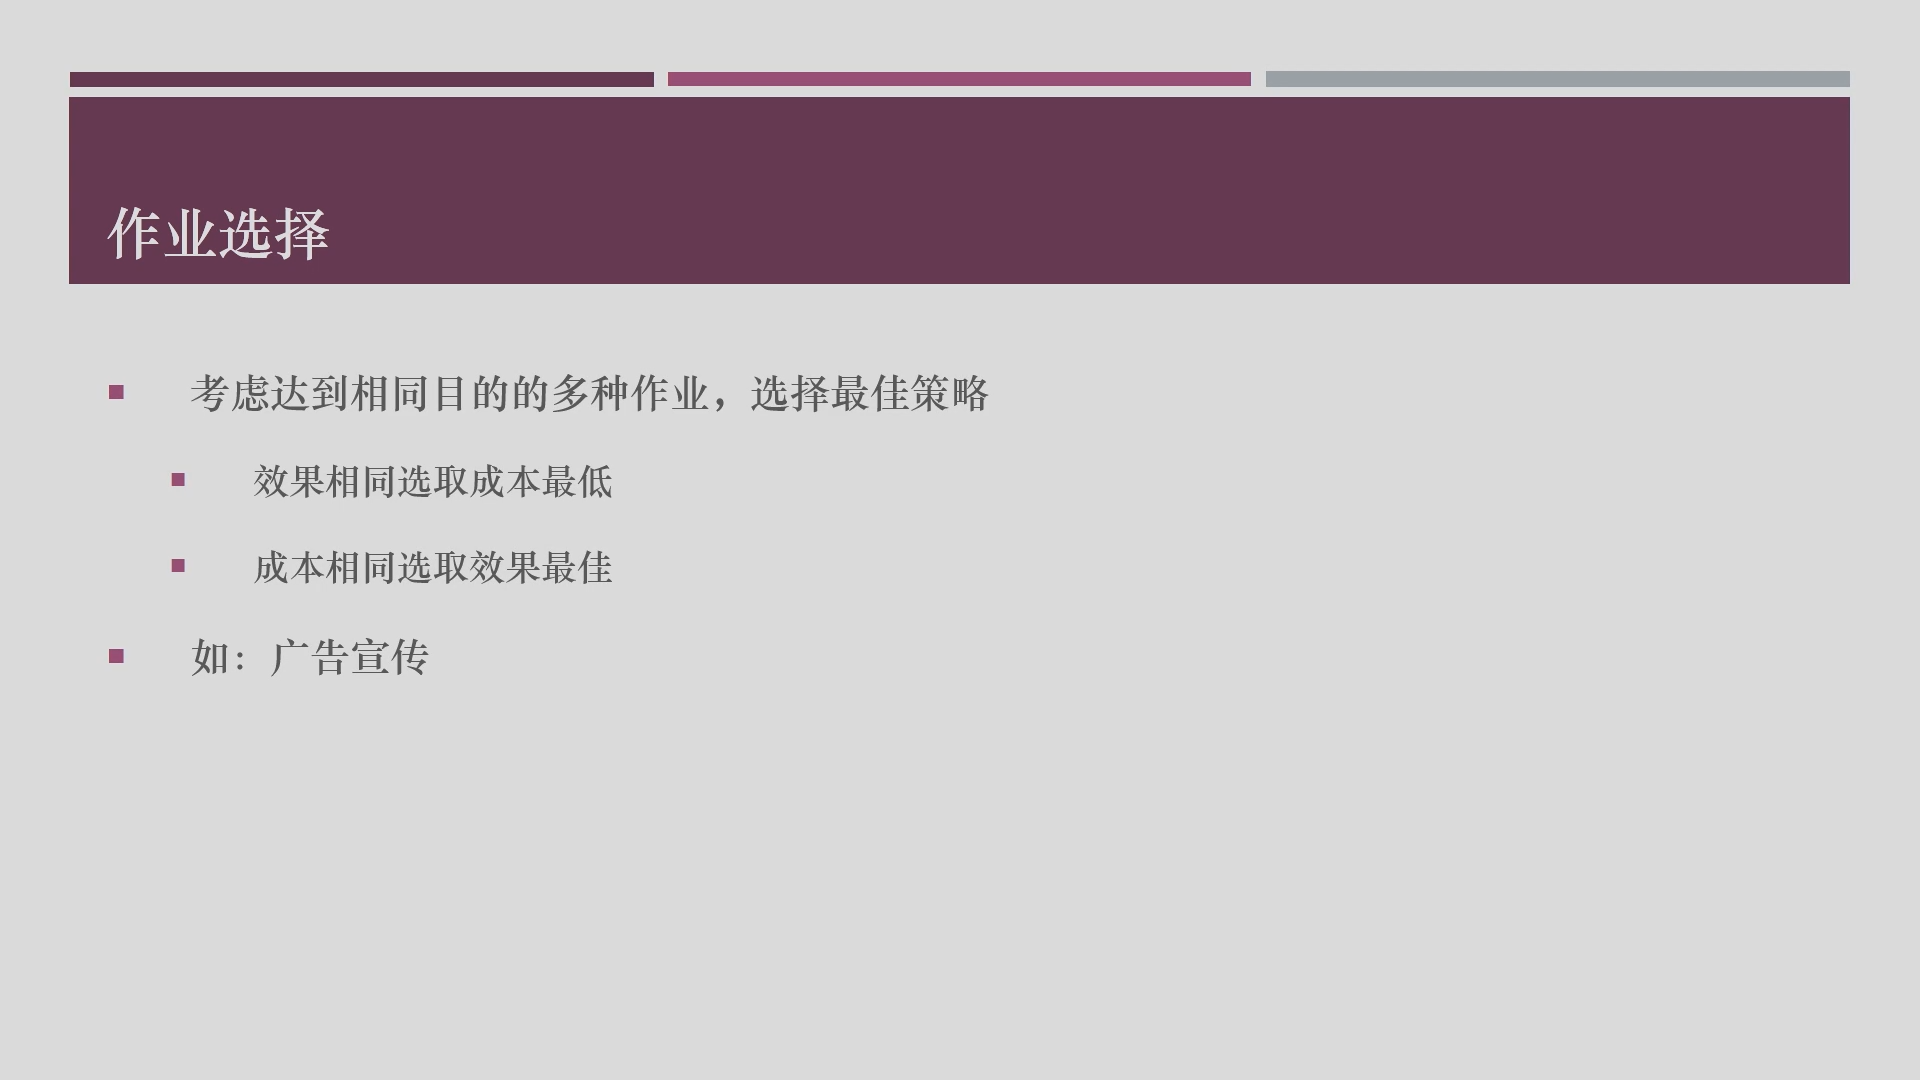 作业选择
考虑达到相同目的的多种作业，选择最佳策略
效果相同选取成本最低
成本相同选取效果最佳
如：广告宣传